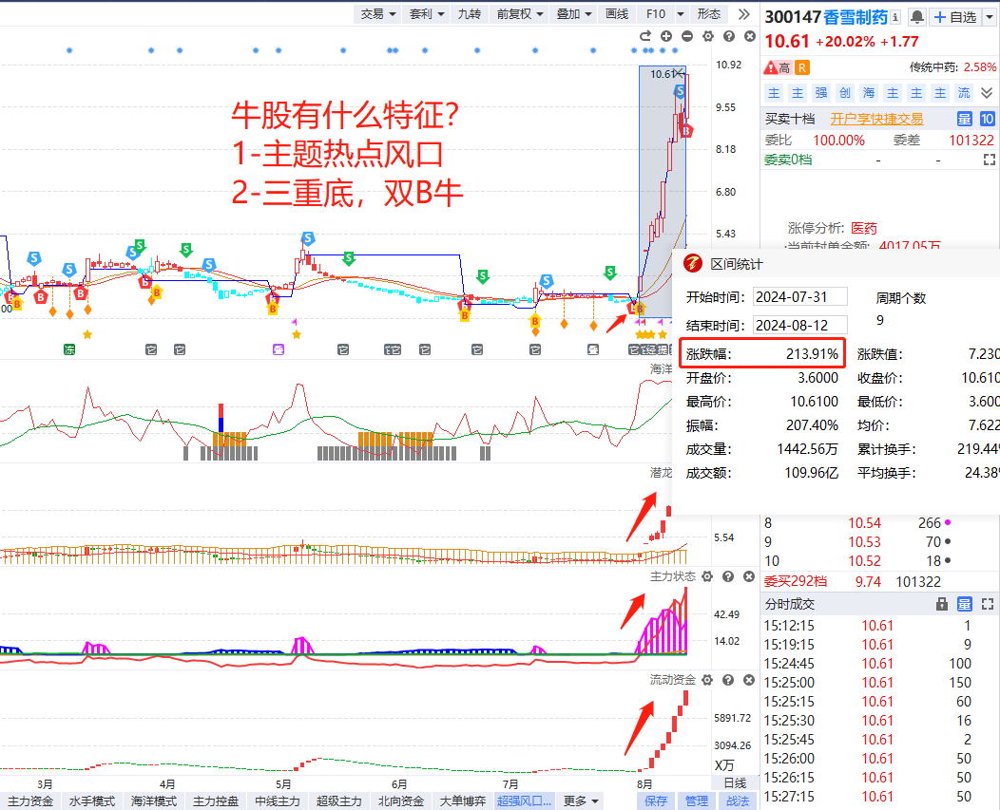 交易 套利 九转 前复权 叠加 画线 F10 形态
300147 香雪制药
自选
10.61 +20.02% +1.77
高 R
传统中药: 2.58%
主 主 强 创 海 主 主 主 流
买卖十档 开户享快捷交易 量 10
委比 100.00% 委差 101322
委卖0档 - -
涨停分析: 医药
当前封单金额: 4017.05万
10.92
9.55
8.18
6.80
5.43
10.61
牛股有什么特征?
1-主题热点风口
2-三重底，双B牛
区间统计
开始时间: 2024-07-31 周期个数
结束时间: 2024-08-12 9
涨跌幅: 213.91% 涨跌值: 7.230
开盘价: 3.6000 收盘价: 10.610
最高价: 10.6100 最低价: 3.600
振幅: 207.40% 均价: 7.622
成交量: 1442.56万 累计换手: 219.44%
成交额: 109.96亿 平均换手: 24.38%
海洋
潜龙
5.54
主力状态
42.49
14.02
流动资金
5891.72
3094.26
X万
8 10.54 266
9 10.53 70
10 10.52 18
委买292档 9.74 101322
分时成交 量
15:12:15 10.61 1
15:19:15 10.61 9
15:24:45 10.61 100
15:25:00 10.61 150
15:25:15 10.61 60
15:25:30 10.61 16
15:25:45 10.61 2
15:26:00 10.61 50
15:26:15 10.61 50
15:27:15 10.61 50
3月 4月 5月 6月 7月 8月 日线
主力资金 水手模式 海洋模式 主力控盘 中线主力 超级主力 北向资金 大单博弈 超强风口... 更多 保存 管理 战法